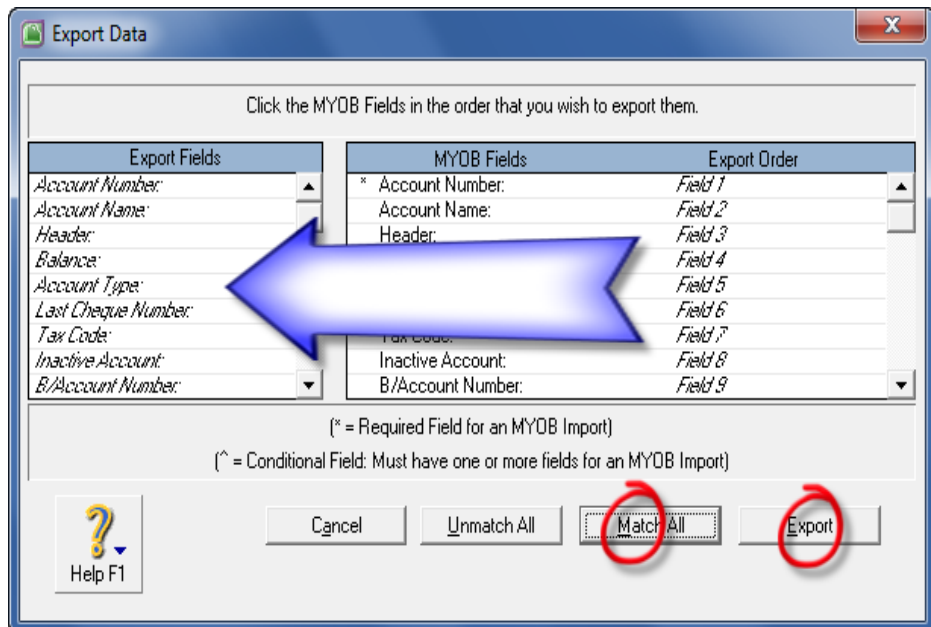 Export Data
X
Click the MYOB Fields in the order that you wish to export them.
Export Fields
MYOB Fields Export Order
Account Number:
Account Name:
Header:
Balance:
Account Type:
Last Cheque Number:
Tax Code:
Inactive Account:
B/Account Number:
* Account Number: Field 1
Account Name: Field 2
Header: Field 3
Field 4
Field 5
Field 6
Tax Code: Field 7
Inactive Account: Field 8
B/Account Number: Field 9
(* = Required Field for an MYOB Import)
(^ = Conditional Field: Must have one or more fields for an MYOB Import)
?
Help F1
Cancel
Unmatch All
Match All
Export